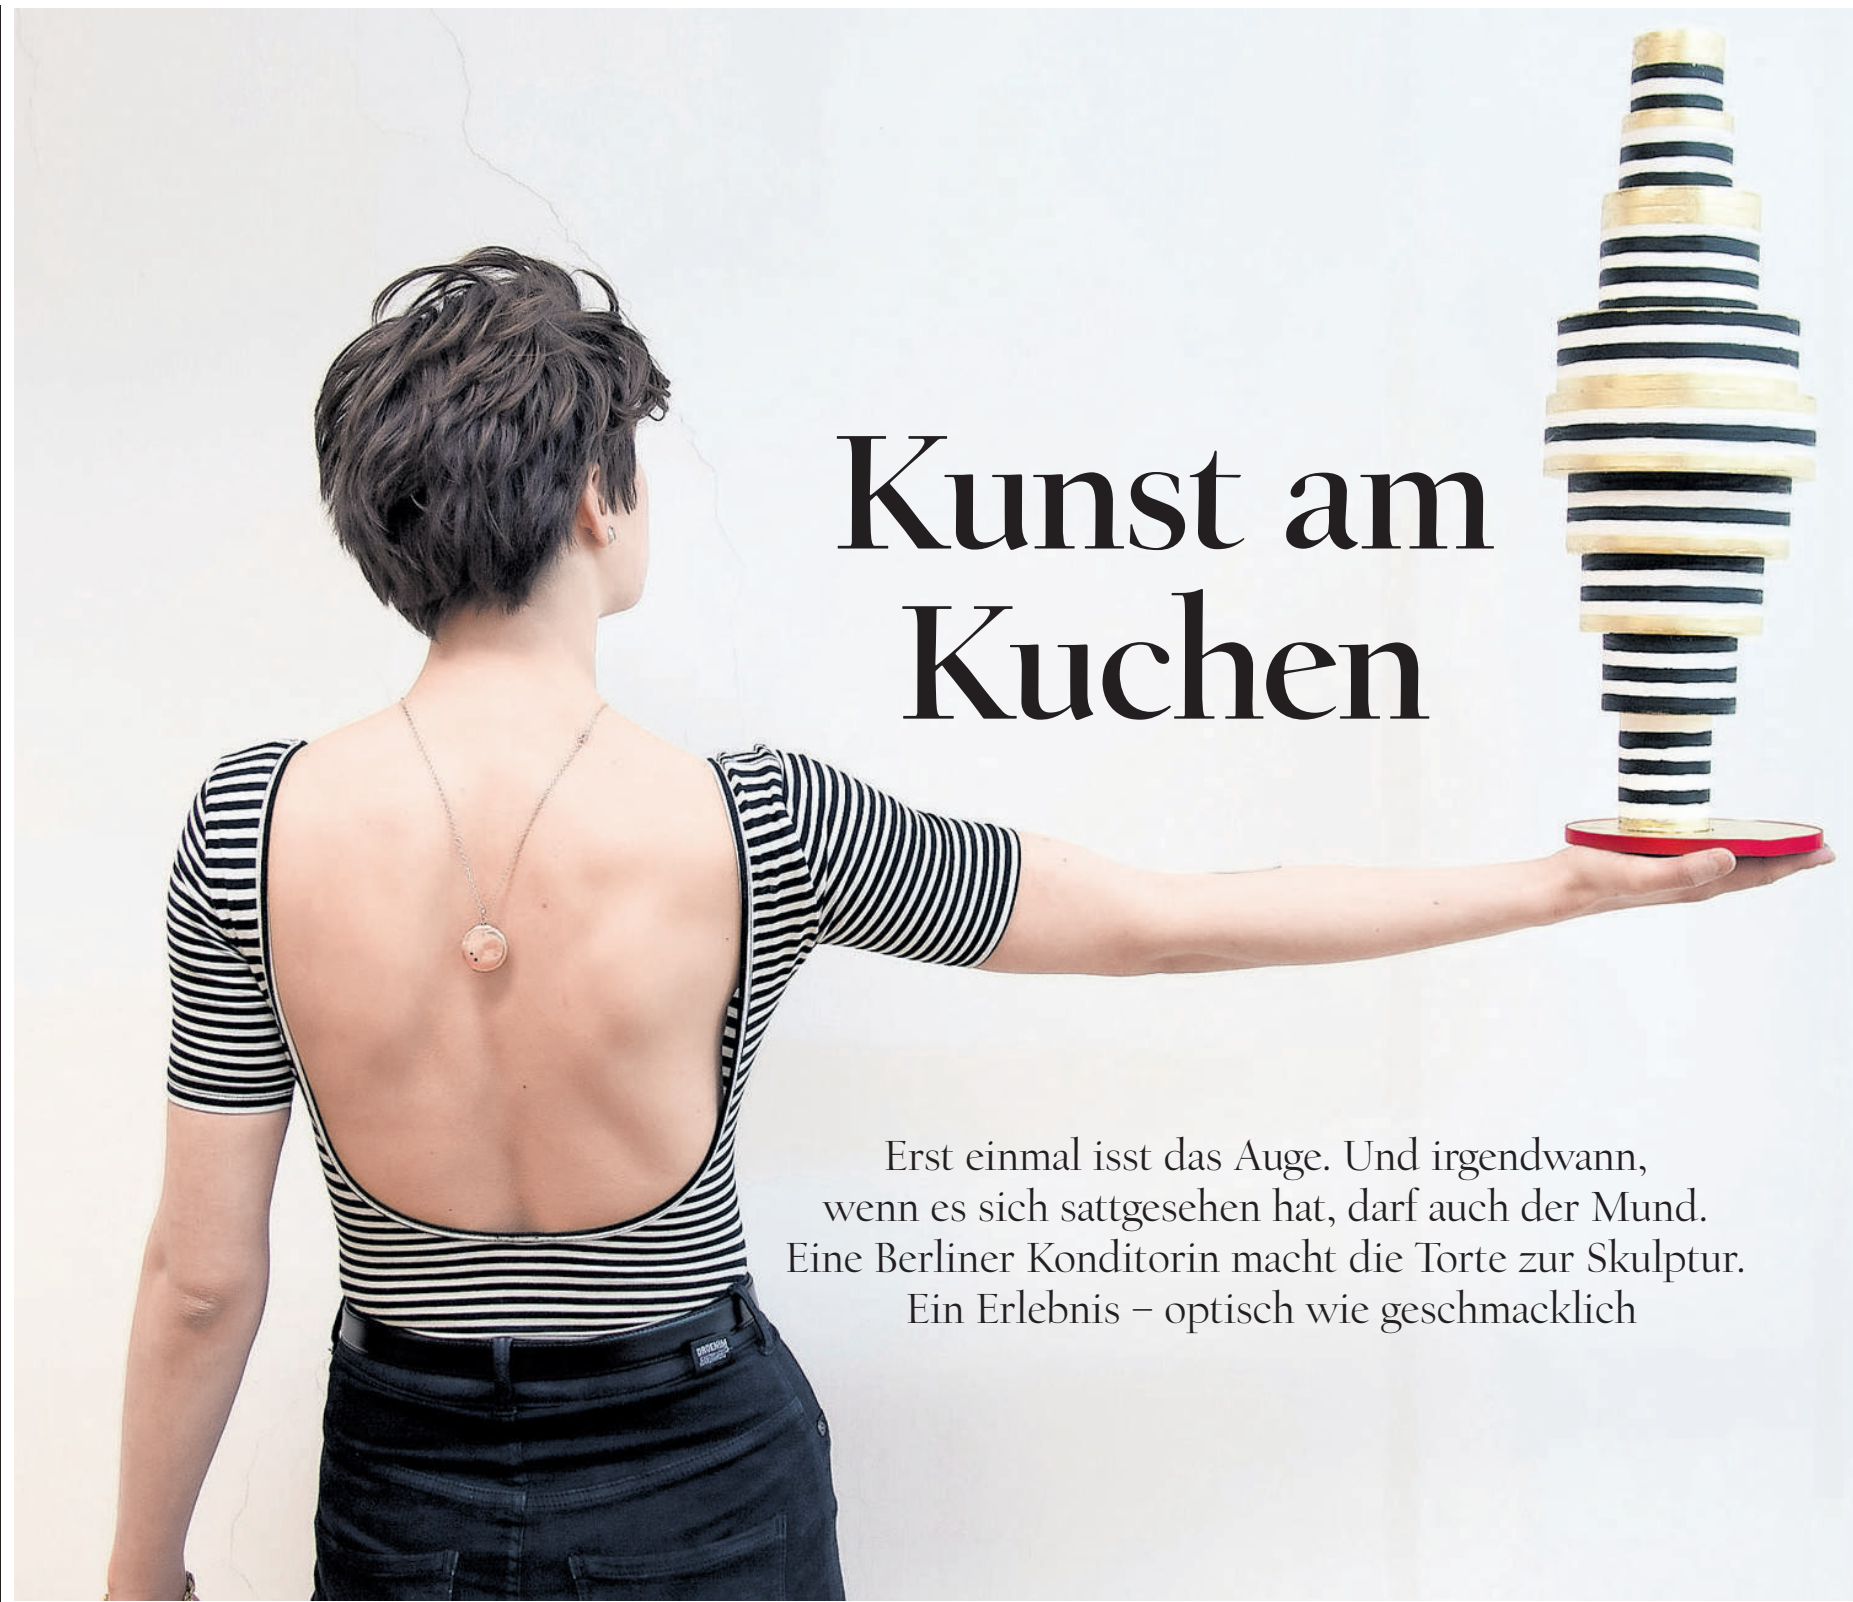 Kunst am
Kuchen
Erst einmal isst das Auge. Und irgendwann,
wenn es sich sattgesehen hat, darf auch der Mund.
Eine Berliner Konditorin macht die Torte zur Skulptur.
Ein Erlebnis – optisch wie geschmacklich
DRDENIM